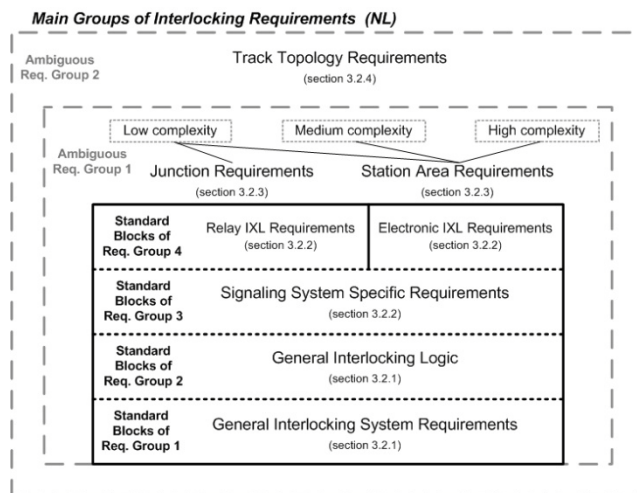 Main Groups of Interlocking Requirements (NL)
Ambiguous
Req. Group 2
Track Topology Requirements
(section 3.2.4)
Low complexity
Medium complexity
High complexity
Ambiguous
Req. Group 1
Junction Requirements
(section 3.2.3)
Station Area Requirements
(section 3.2.3)
Standard
Blocks of
Req. Group 4
Relay IXL Requirements
(section 3.2.2)
Electronic IXL Requirements
(section 3.2.2)
Standard
Blocks of
Req. Group 3
Signaling System Specific Requirements
(section 3.2.2)
Standard
Blocks of
Req. Group 2
General Interlocking Logic
(section 3.2.1)
Standard
Blocks of
Req. Group 1
General Interlocking System Requirements
(section 3.2.1)